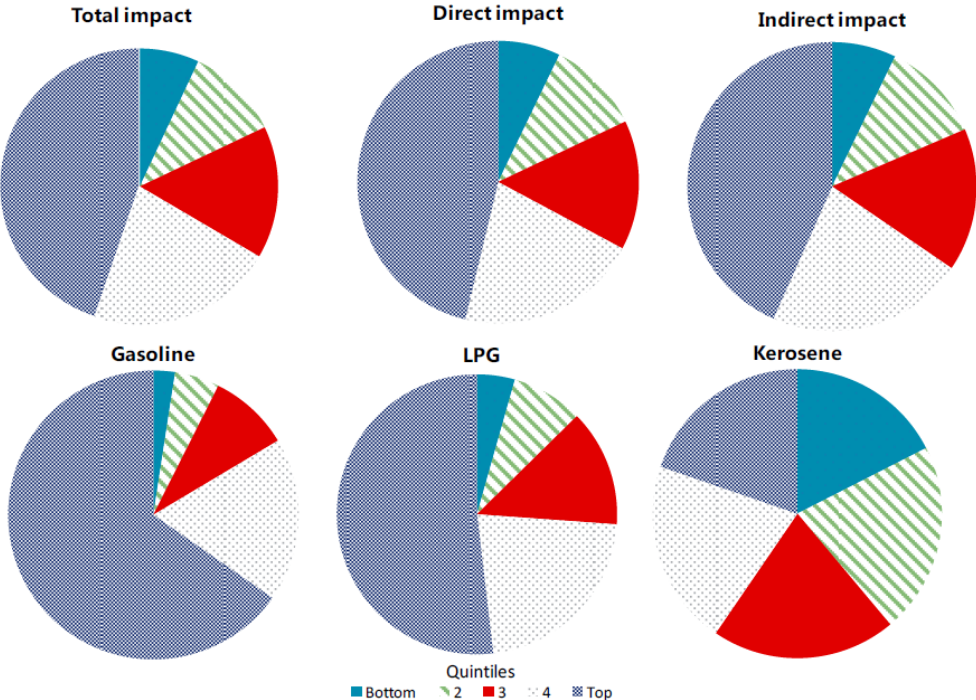 Total impact
Direct impact
Indirect impact
Gasoline
LPG
Kerosene
Quintiles
Bottom 2 3 4 Top